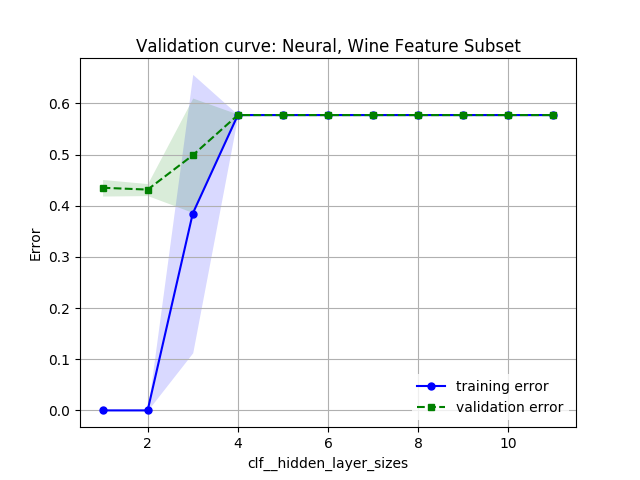 Validation curve: Neural, Wine Feature Subset
Error
0.6
0.5
0.4
0.3
0.2
0.1
0.0
2 4 6 8 10
clf__hidden_layer_sizes
training error
validation error